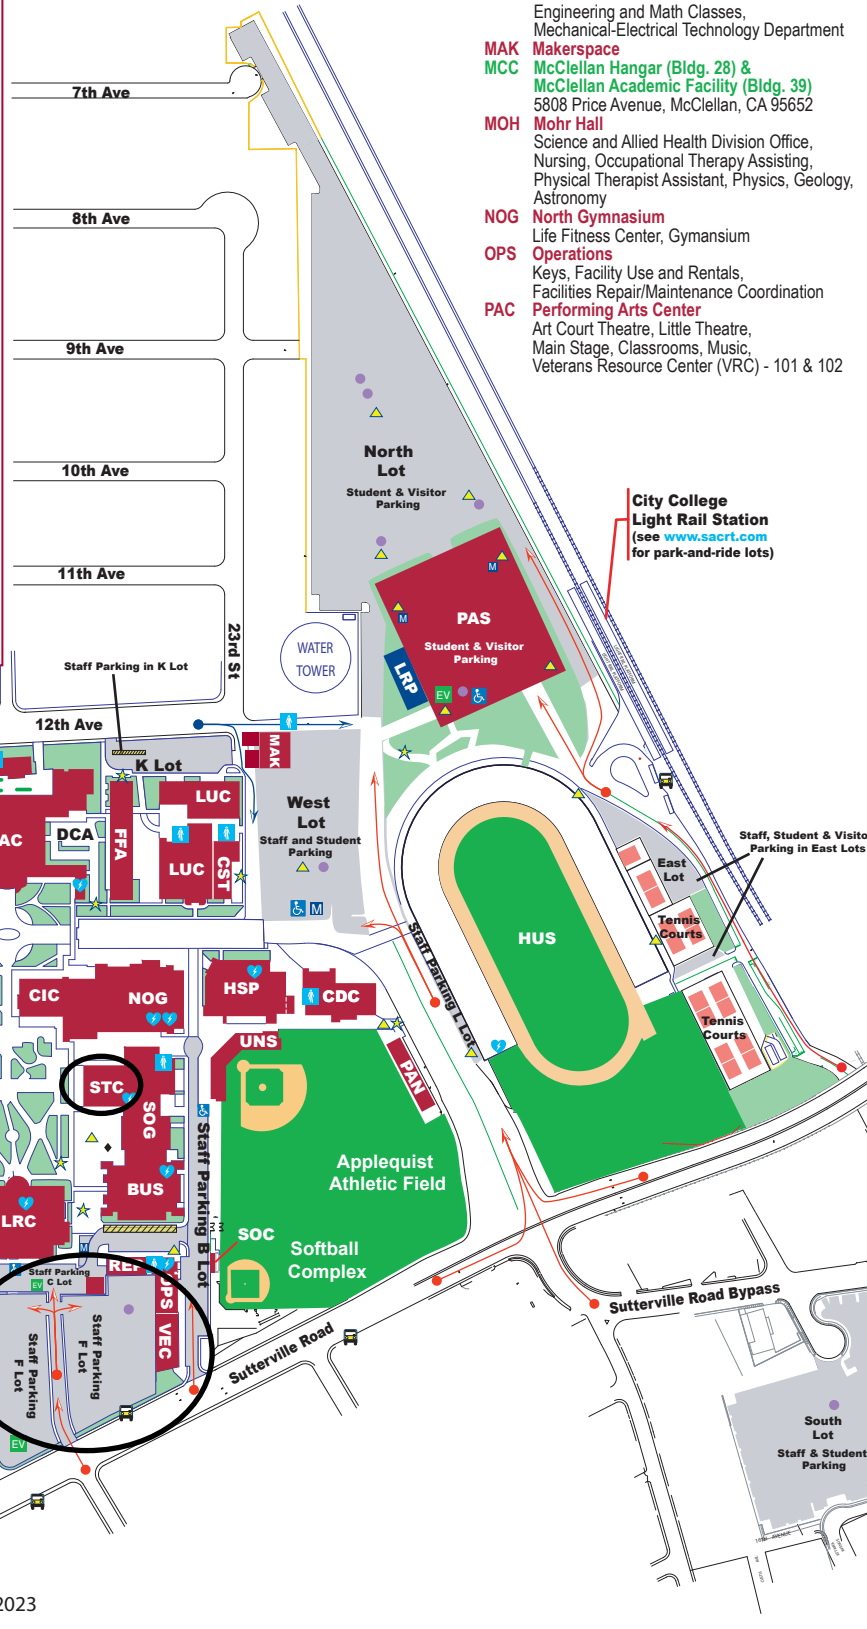 Engineering and Math Classes,
Mechanical-Electrical Technology Department
MAK Makerspace
MCC McClellan Hangar (Bldg. 28) &
McClellan Academic Facility (Bldg. 39)
5808 Price Avenue, McClellan, CA 95652
MOH Mohr Hall
Science and Allied Health Division Office,
Nursing, Occupational Therapy Assisting,
Physical Therapist Assistant, Physics, Geology,
Astronomy
NOG North Gymnasium
Life Fitness Center, Gymansium
OPS Operations
Keys, Facility Use and Rentals,
Facilities Repair/Maintenance Coordination
PAC Performing Arts Center
Art Court Theatre, Little Theatre,
Main Stage, Classrooms, Music,
Veterans Resource Center (VRC) - 101 & 102
7th Ave
8th Ave
9th Ave
10th Ave
11th Ave
North
Lot
Student & Visitor
Parking
City College
Light Rail Station
(see www.sacrt.com
for park-and-ride lots)
M
M
PAS
Student & Visitor
Parking
EV
LRP
WATER
TOWER
23rd St
Staff Parking in K Lot
12th Ave
K Lot
MAK
LUC
West
Lot
Staff and Student
Parking
M
AC
DCA
FFA
LUC
CST
Staff, Student & Visito
Parking in East Lots
East
Lot
Tennis
Courts
HUS
Staff Parking L Lot
Tennis
Courts
CIC
NOG
HSP
CDC
UNS
PAN
STC
SOG
BUS
LRC
Staff Parking B Lot
Applequist
Athletic Field
SOC
Softball
Complex
M
REF
OPS
VEC
Staff Parking
C Lot
EV
Staff Parking
F Lot
Staff Parking
F Lot
EV
Sutterville Road
Sutterville Road Bypass
South
Lot
Staff & Student
Parking
2023